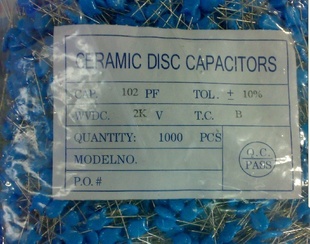 CERAMIC DISC CAPACITORS
CAP. 102 PF TOL. ± 10%
WVDC. 2K V T.C. B
QUANTITY: 1000 PCS
MODELNO.
Q.C.
PASS
P.O.#